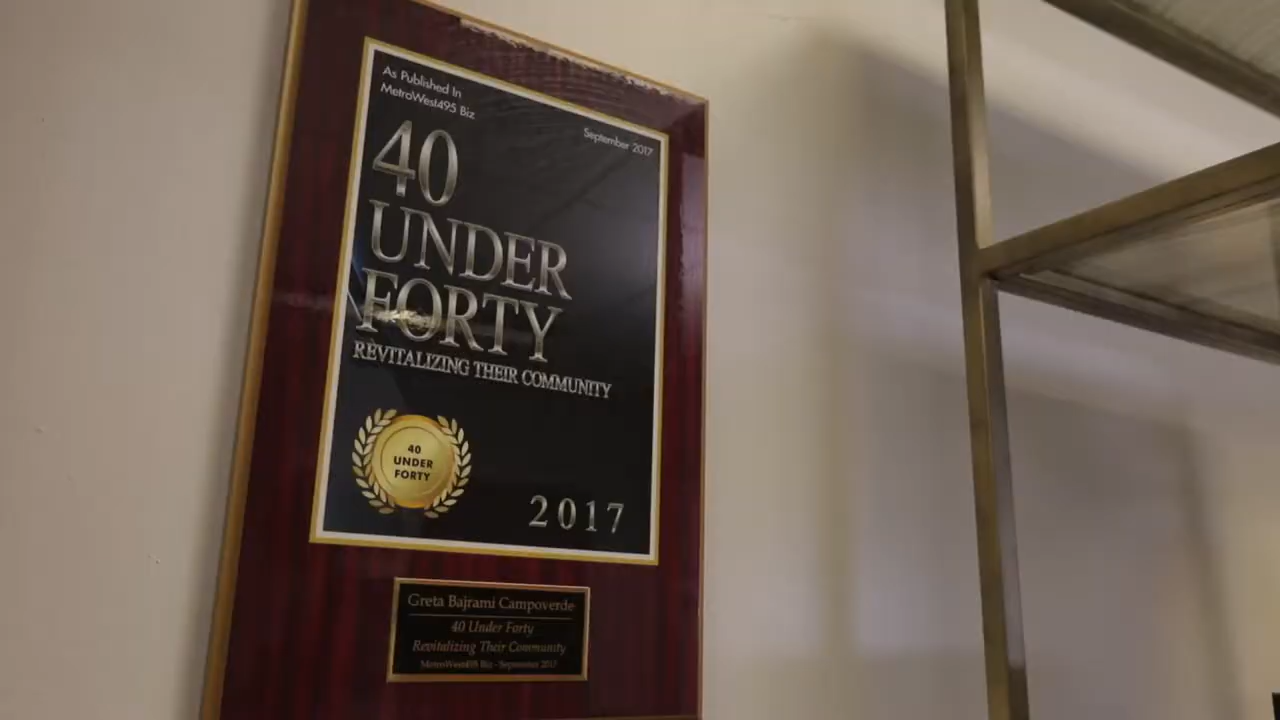 As Published In
MetroWest495 Biz
September 2017
40
UNDER
FORTY
REVITALIZING THEIR COMMUNITY
40
UNDER
FORTY
2017
Greta Bajrami Campoverde
40 Under Forty
Revitalizing Their Community
MetroWest495 Biz - September 2017